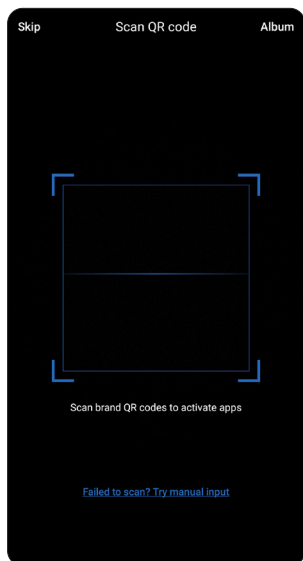 Skip Scan QR code Album
Scan brand QR codes to activate apps
Failed to scan? Try manual input